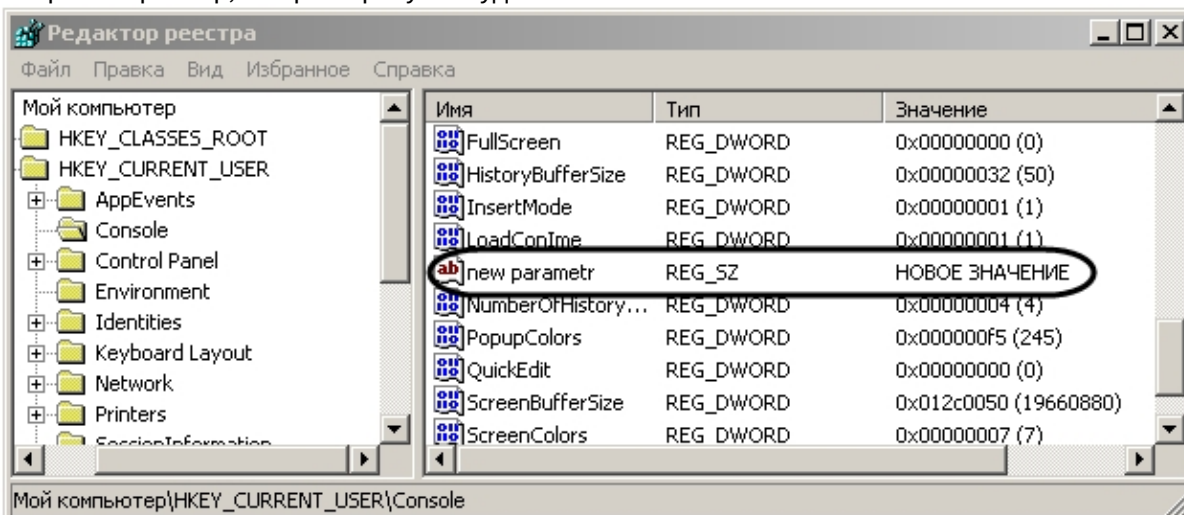 Редактор реестра
Файл Правка Вид Избранное Справка
Мой компьютер
HKEY_CLASSES_ROOT
HKEY_CURRENT_USER
AppEvents
Console
Control Panel
Environment
Identities
Keyboard Layout
Network
Printers
SessionInformation
Имя Тип Значение
FullScreen REG_DWORD 0x00000000 (0)
HistoryBufferSize REG_DWORD 0x00000032 (50)
InsertMode REG_DWORD 0x00000001 (1)
LoadConIme REG_DWORD 0x00000001 (1)
new parametr REG_SZ НОВОЕ ЗНАЧЕНИЕ
NumberOfHistory... REG_DWORD 0x00000004 (4)
PopupColors REG_DWORD 0x000000f5 (245)
QuickEdit REG_DWORD 0x00000000 (0)
ScreenBufferSize REG_DWORD 0x012c0050 (19660880)
ScreenColors REG_DWORD 0x00000007 (7)
Мой компьютер\HKEY_CURRENT_USER\Console